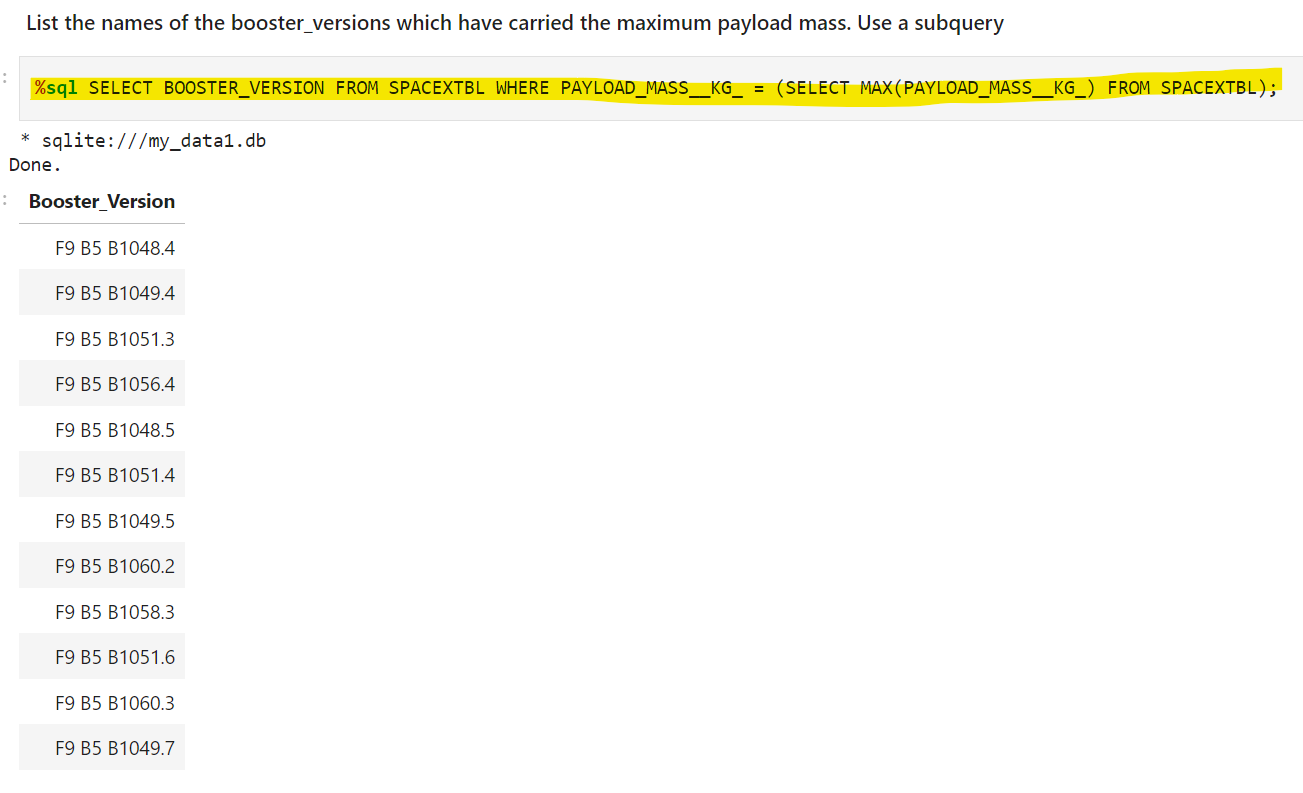 List the names of the booster_versions which have carried the maximum payload mass. Use a subquery
: %sql SELECT BOOSTER_VERSION FROM SPACEXTBL WHERE PAYLOAD_MASS__KG_ = (SELECT MAX(PAYLOAD_MASS__KG_) FROM SPACEXTBL);
* sqlite:///my_data1.db
Done.
: Booster_Version
F9 B5 B1048.4
F9 B5 B1049.4
F9 B5 B1051.3
F9 B5 B1056.4
F9 B5 B1048.5
F9 B5 B1051.4
F9 B5 B1049.5
F9 B5 B1060.2
F9 B5 B1058.3
F9 B5 B1051.6
F9 B5 B1060.3
F9 B5 B1049.7